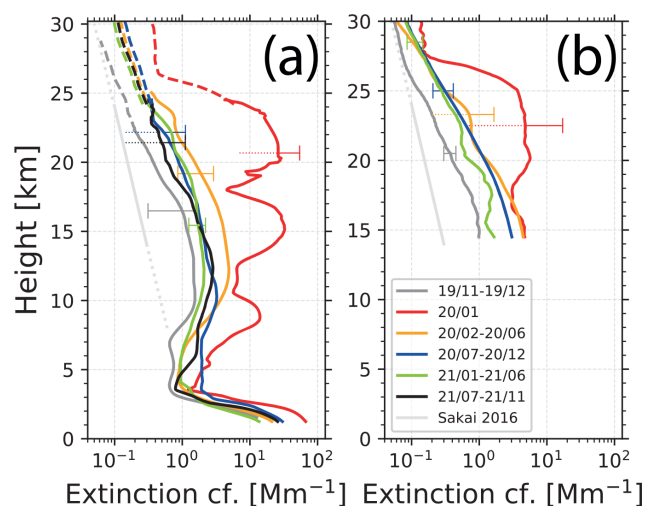 (a)
(b)
Height [km]
30
25
20
15
10
5
0
10⁻¹ 10⁰ 10¹ 10²
Extinction cf. [Mm⁻¹]
30
25
20
15
10
5
0
19/11-19/12
20/01
20/02-20/06
20/07-20/12
21/01-21/06
21/07-21/11
Sakai 2016
10⁻¹ 10⁰ 10¹ 10²
Extinction cf. [Mm⁻¹]